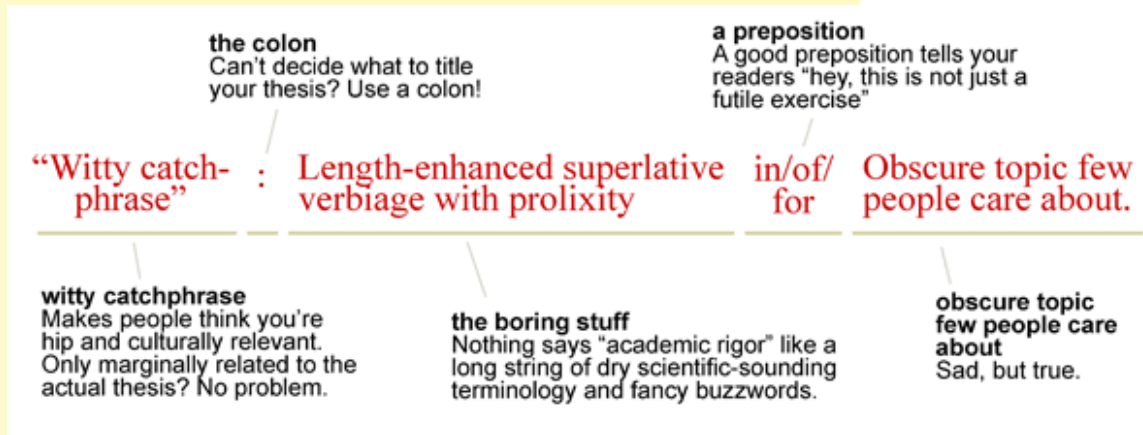 the colon
Can't decide what to title
your thesis? Use a colon!
a preposition
A good preposition tells your
readers “hey, this is not just a
futile exercise”
“Witty catch-
phrase”
:
Length-enhanced superlative
verbiage with prolixity
in/of/
for
Obscure topic few
people care about.
witty catchphrase
Makes people think you're
hip and culturally relevant.
Only marginally related to the
actual thesis? No problem.
the boring stuff
Nothing says “academic rigor” like a
long string of dry scientific-sounding
terminology and fancy buzzwords.
obscure topic
few people care
about
Sad, but true.